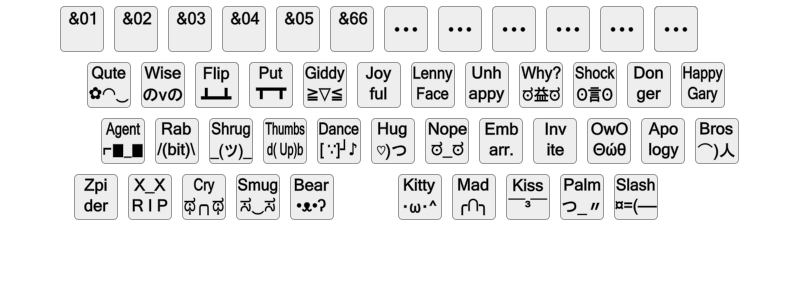 &01 &02 &03 &04 &05 &66 ... ... ... ... ... ...
Qute Wise Flip Put Giddy Joy Lenny Unh Why? Shock Don Happy
✿◠‿ のvの ┻━┻ ┳━┳ ≧▽≦ ful Face appy ಠ益ಠ ʘ言ʘ ger Gary
Agent Rab Shrug Thumbs Dance Hug Nope Emb Inv OwO Apo Bros
⌐■_■ /(bit)\ _(ツ)_ d( Up)b [ ∵]┘♪ ♡)つ ಠ_ಠ arr. ite Θώθ logy ⌒)人
Zpi X_X Cry Smug Bear Kitty Mad Kiss Palm Slash
der R I P ಥ╭╮ಥ ಸ‿ಸ •ᴥ•ʔ ･ω･^ ╭∩╮ ￣³￣ つ_〃 ¤=(—